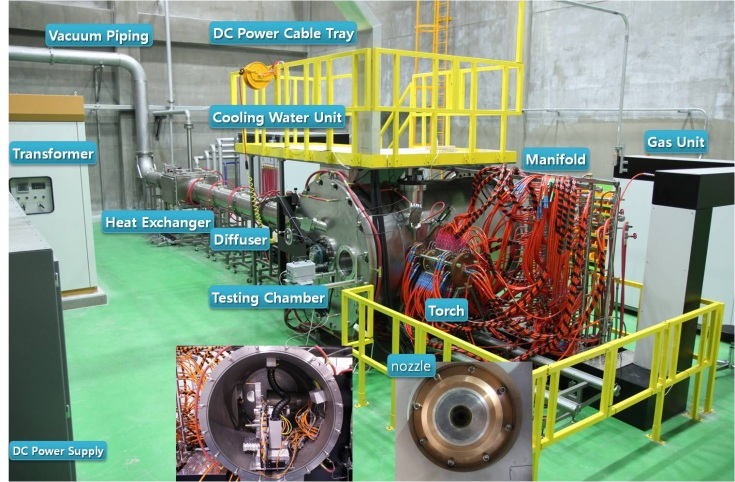 Vacuum Piping
DC Power Cable Tray
Cooling Water Unit
Transformer
Manifold
Gas Unit
Heat Exchanger
Diffuser
Testing Chamber
Torch
nozzle
DC Power Supply